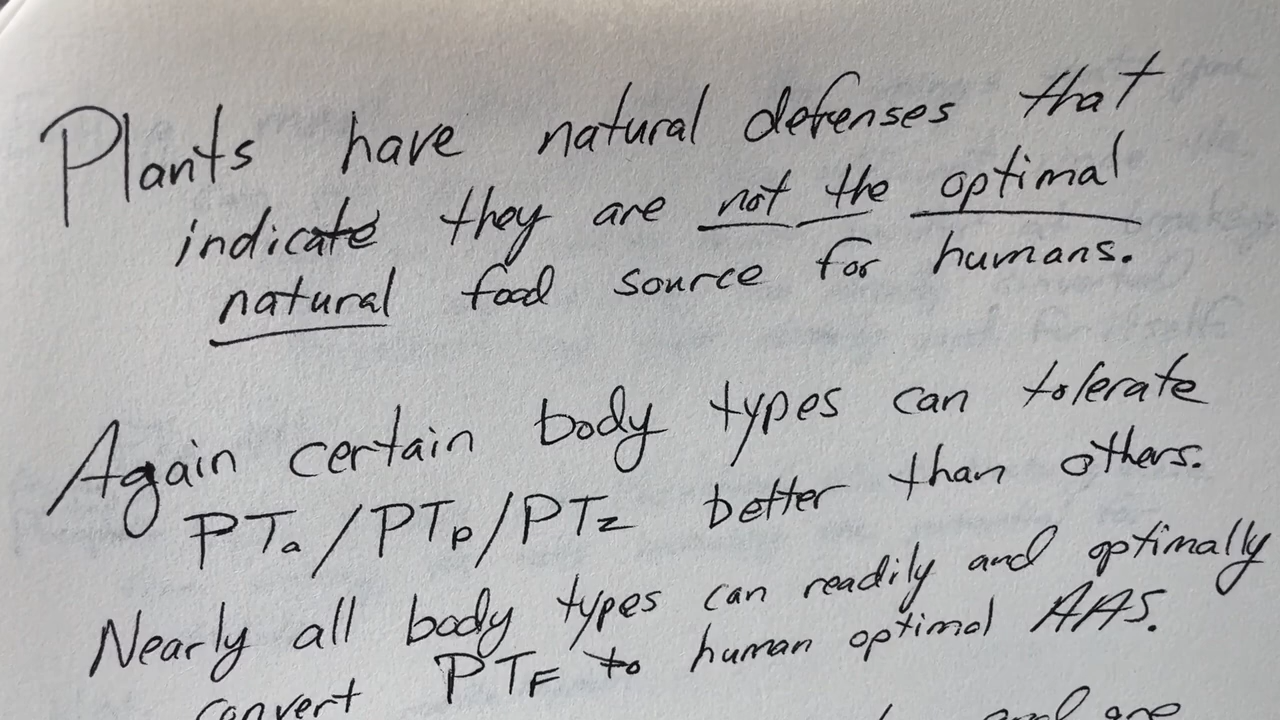 Plants have natural defenses that
indicate they are not the optimal
natural food source for humans.
Again certain body types can tolerate
PTa/PTp/PTz better than others.
Nearly all body types can readily and optimally
convert PTF to human optimal AAS.
and are